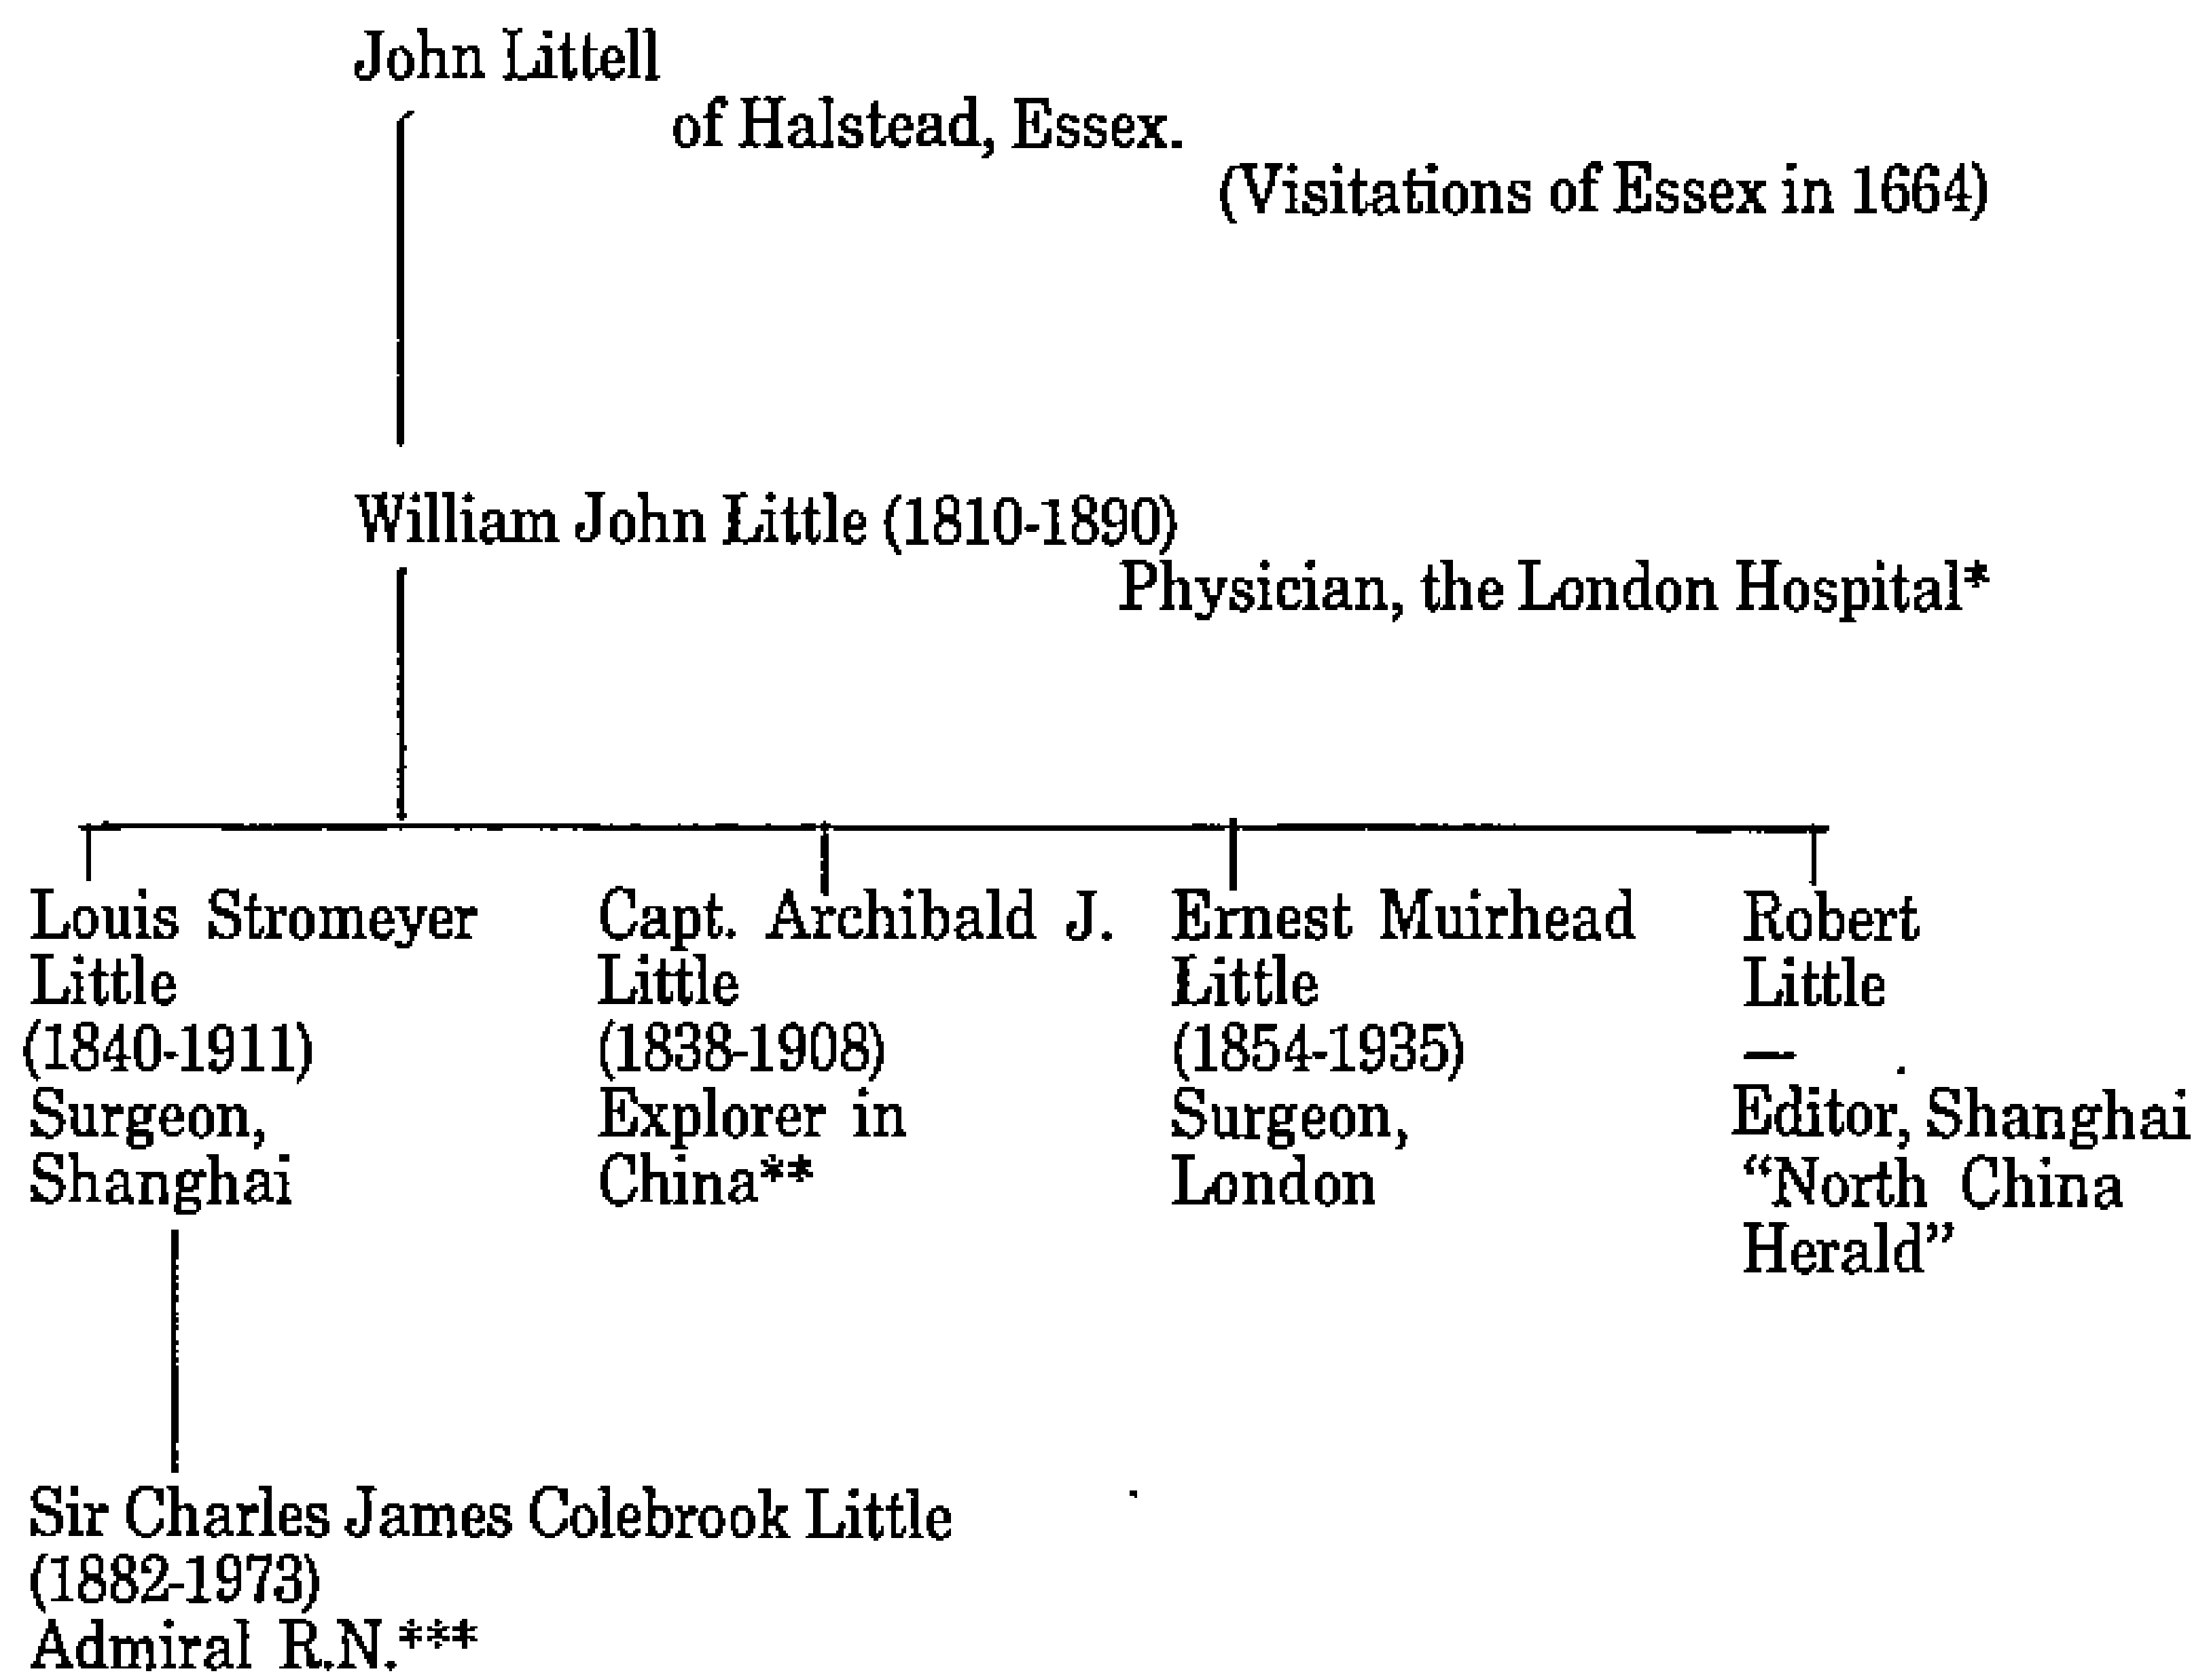 John Littell
of Halstead, Essex.
(Visitations of Essex in 1664)
William John Little (1810-1890)
Physician, the London Hospital*
Louis Stromeyer
Little
(1840-1911)
Surgeon,
Shanghai
Capt. Archibald J.
Little
(1838-1908)
Explorer in
China**
Ernest Muirhead
Little
(1854-1935)
Surgeon,
London
Robert
Little
—
Editor, Shanghai
“North China
Herald”
Sir Charles James Colebrook Little
(1882-1973)
Admiral R.N.***